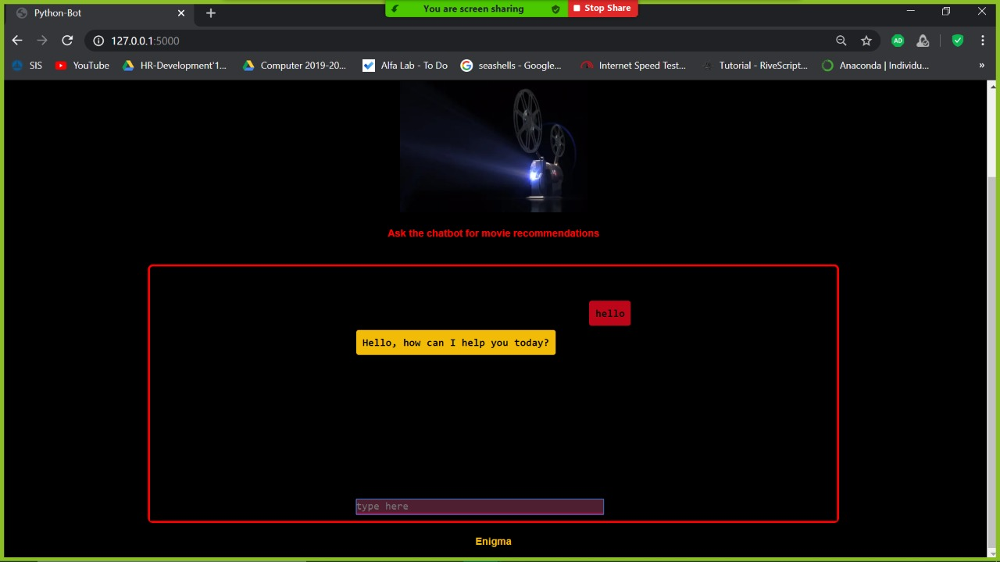 Python-Bot
You are screen sharing
Stop Share
127.0.0.1:5000
AD
SIS
YouTube
HR-Development'1...
Computer 2019-20...
Alfa Lab - To Do
seashells - Google...
Internet Speed Test...
Tutorial - RiveScript...
Anaconda | Individu...
»
Ask the chatbot for movie recommendations
hello
Hello, how can I help you today?
type here
Enigma